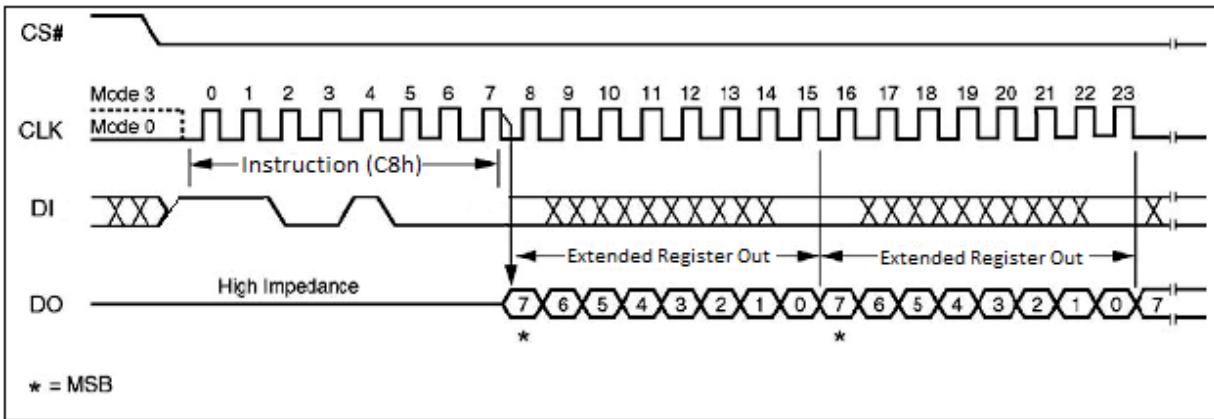 CS#
Mode 3 0 1 2 3 4 5 6 7 8 9 10 11 12 13 14 15 16 17 18 19 20 21 22 23
CLK Mode 0
Instruction (C8h)
DI
Extended Register Out Extended Register Out
High Impedance
DO 7 6 5 4 3 2 1 0 7 6 5 4 3 2 1 0 7
* *
* = MSB